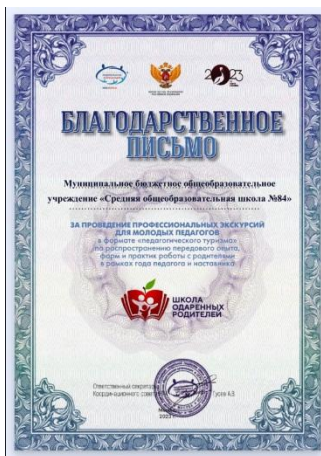 2023
БЛАГОДАРСТВЕННОЕ
ПИСЬМО
Муниципальное бюджетное общеобразовательное
учреждение «Средняя общеобразовательная школа №84»
ЗА ПРОВЕДЕНИЕ ПРОФЕССИОНАЛЬНЫХ ЭКСКУРСИЙ
ДЛЯ МОЛОДЫХ ПЕДАГОГОВ
в формате «педагогического туризма»
по распространению передового опыта,
форм и практик работы с родителями
в рамках года педагога и наставника
ШКОЛА
ОДАРЕННЫХ
РОДИТЕЛЕЙ
Ответственный секретарь
Координационного совета
Гусев А.В.
2023